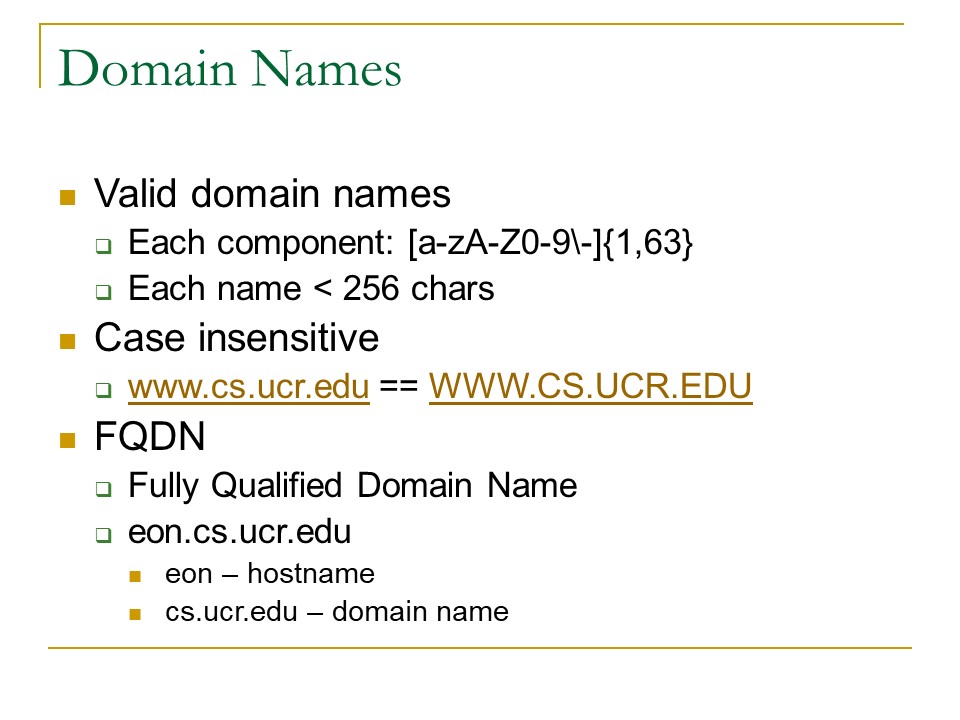 Domain Names
Valid domain names
Each component: [a-zA-Z0-9\-]{1,63}
Each name < 256 chars
Case insensitive
www.cs.ucr.edu == WWW.CS.UCR.EDU
FQDN
Fully Qualified Domain Name
eon.cs.ucr.edu
eon – hostname
cs.ucr.edu – domain name